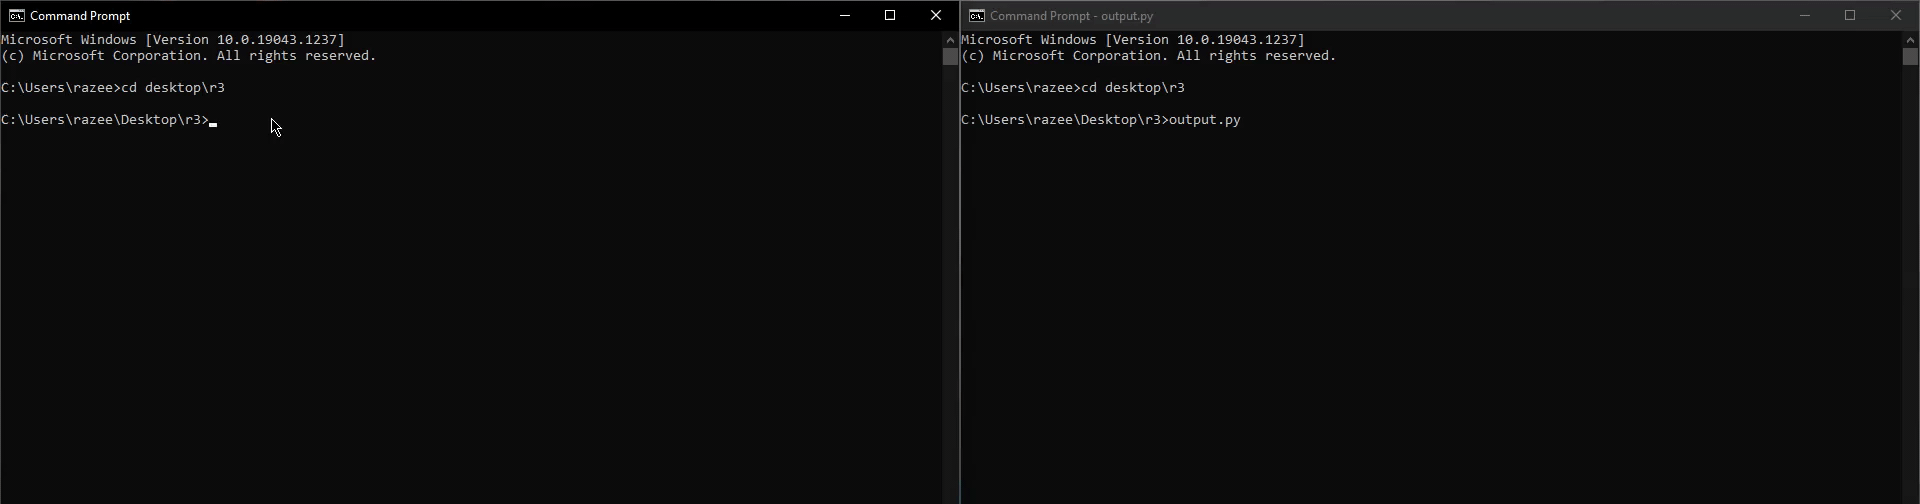 Command Prompt
Microsoft Windows [Version 10.0.19043.1237]
(c) Microsoft Corporation. All rights reserved.
C:\Users\razee>cd desktop\r3
C:\Users\razee\Desktop\r3>
Command Prompt - output.py
Microsoft Windows [Version 10.0.19043.1237]
(c) Microsoft Corporation. All rights reserved.
C:\Users\razee>cd desktop\r3
C:\Users\razee\Desktop\r3>output.py